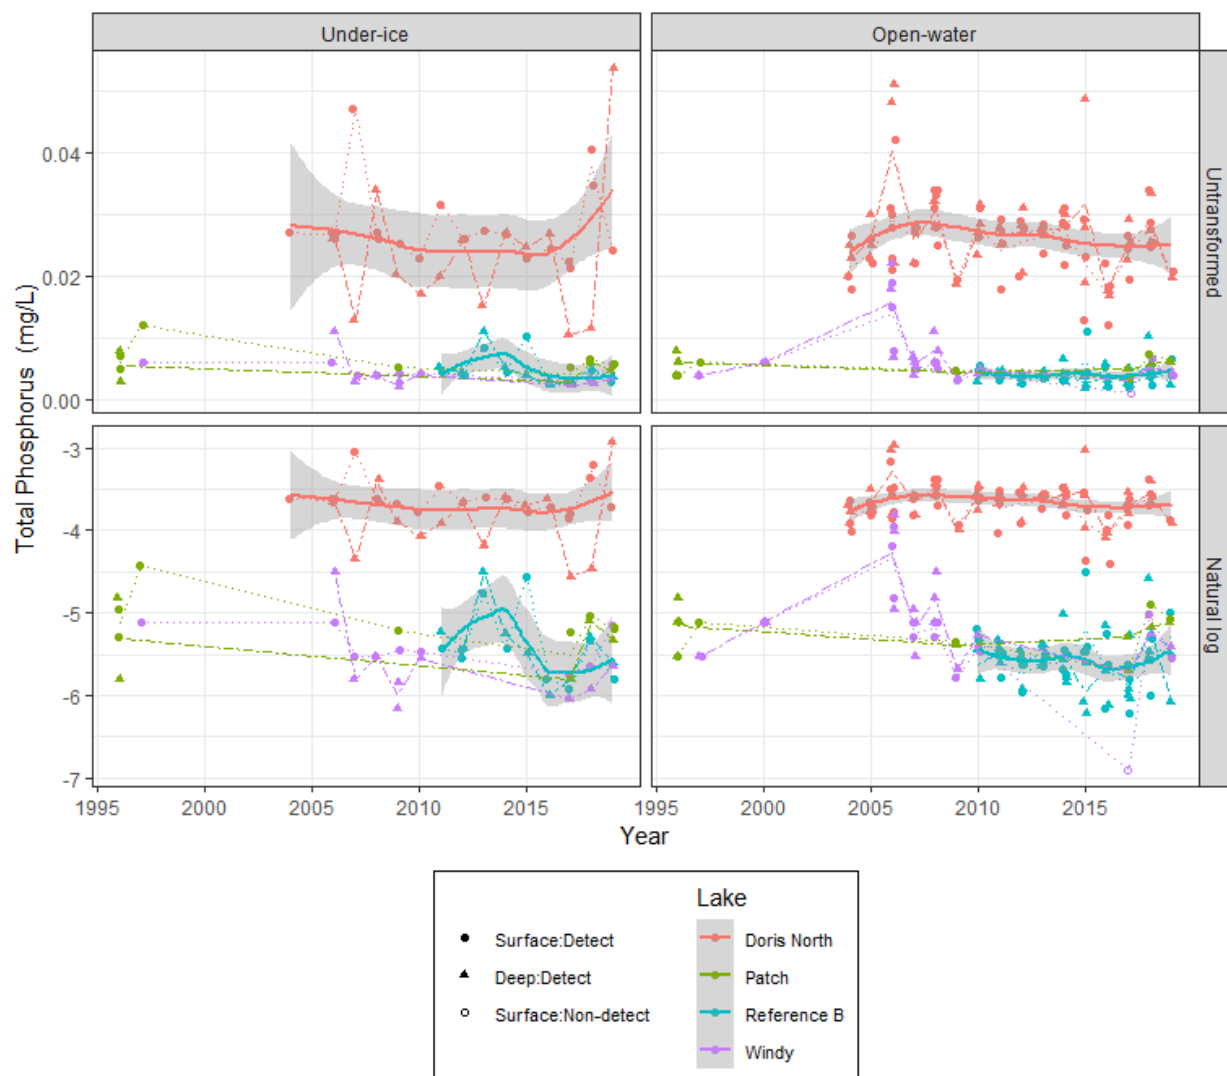 Under-ice
Open-water
Total Phosphorus (mg/L)
0.04
0.02
0.00
Untransformed
-3
-4
-5
-6
-7
Natural log
1995
2000
2005
2010
2015
1995
2000
2005
2010
2015
Year
Surface:Detect
Deep:Detect
Surface:Non-detect
Lake
Doris North
Patch
Reference B
Windy